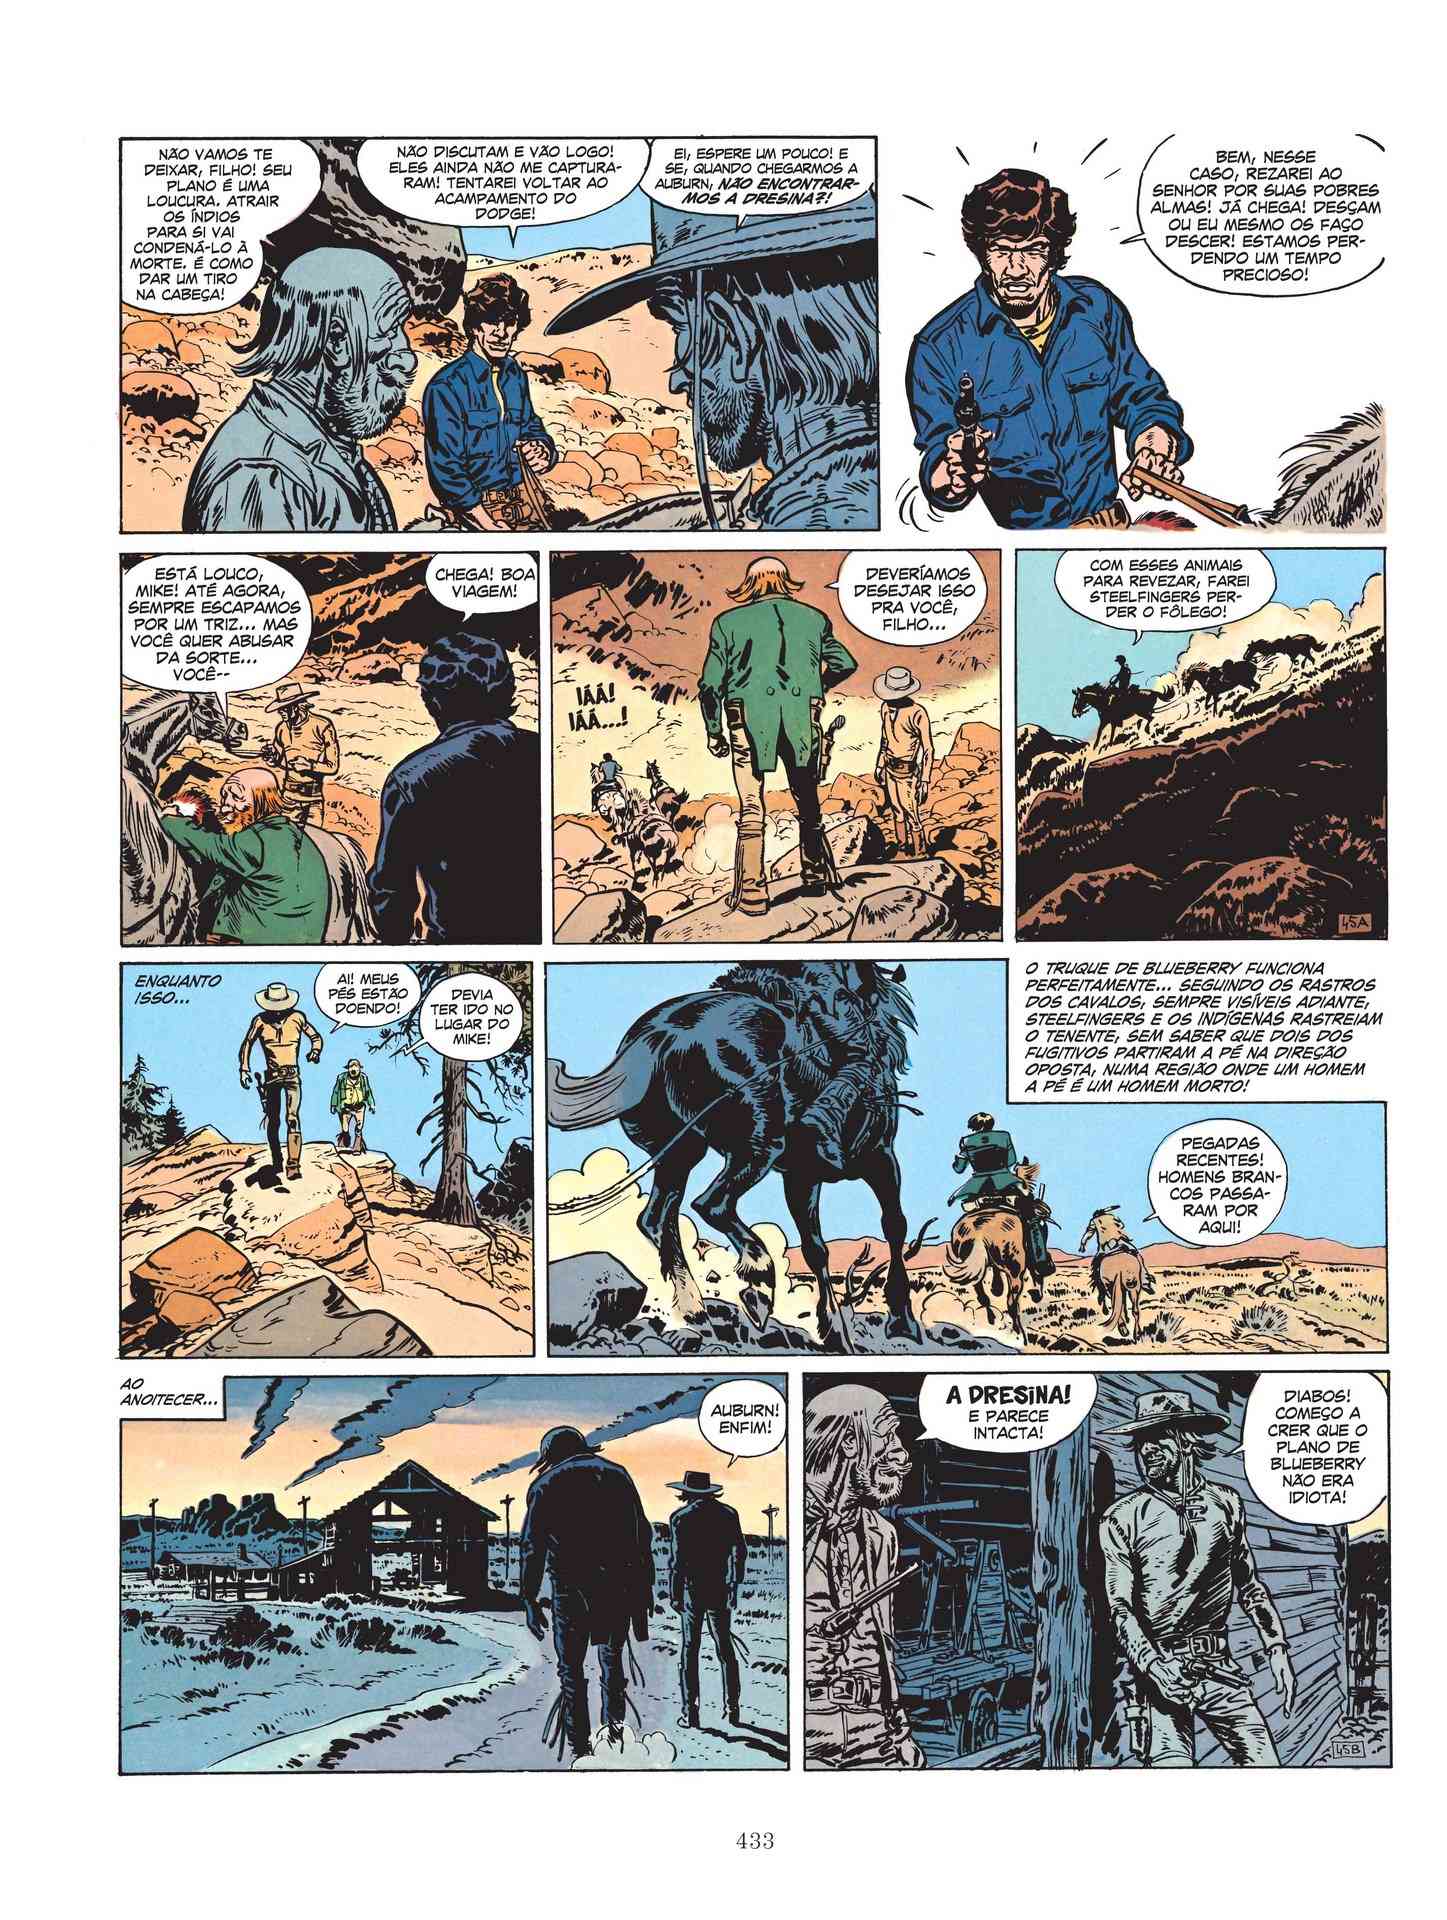 NÃO VAMOS TE
DEIXAR, FILHO! SEU
PLANO É UMA
LOUCURA. ATRAIR
OS ÍNDIOS
PARA SI VAI
CONDENÁ-LO À
MORTE. É COMO
DAR UM TIRO
NA CABEÇA!
NÃO DISCUTAM E VÃO LOGO!
ELES AINDA NÃO ME CAPTURA-
RAM! TENTAREI VOLTAR AO
ACAMPAMENTO DO
DODGE!
EI, ESPERE UM POUCO! E
SE, QUANDO CHEGARMOS A
AUBURN, NÃO ENCONTRAR-
MOS A DRESINA?!
BEM, NESSE
CASO, REZAREI AO
SENHOR POR SUAS POBRES
ALMAS! JÁ CHEGA! DESÇAM
OU EU MESMO OS FAÇO
DESCER! ESTAMOS PER-
DENDO UM TEMPO
PRECIOSO!
ESTÁ LOUCO,
MIKE! ATÉ AGORA,
SEMPRE ESCAPAMOS
POR UM TRIZ... MAS
VOCÊ QUER ABUSAR
DA SORTE...
VOCÊ--
CHEGA! BOA
VIAGEM!
DEVERÍAMOS
DESEJAR ISSO
PRA VOCÊ,
FILHO...
IÁÁ!
IÁÁ...!
COM ESSES ANIMAIS
PARA REVEZAR, FAREI
STEELFINGERS PER-
DER O FÔLEGO!
45A
ENQUANTO
ISSO...
AI! MEUS
PÉS ESTÃO
DOENDO!
DEVIA
TER IDO NO
LUGAR DO
MIKE!
O TRUQUE DE BLUEBERRY FUNCIONA
PERFEITAMENTE... SEGUINDO OS RASTROS
DOS CAVALOS, SEMPRE VISÍVEIS ADIANTE,
STEELFINGERS E OS INDÍGENAS RASTREIAM
O TENENTE, SEM SABER QUE DOIS DOS
FUGITIVOS PARTIRAM A PÉ NA DIREÇÃO
OPOSTA, NUMA REGIÃO ONDE UM HOMEM
A PÉ É UM HOMEM MORTO!
PEGADAS
RECENTES!
HOMENS BRAN-
COS PASSA-
RAM POR
AQUI!
AO
ANOITECER...
AUBURN!
ENFIM!
A DRESINA!
E PARECE
INTACTA!
DIABOS!
COMEÇO A
CRER QUE O
PLANO DE
BLUEBERRY
NÃO ERA
IDIOTA!
45B
433